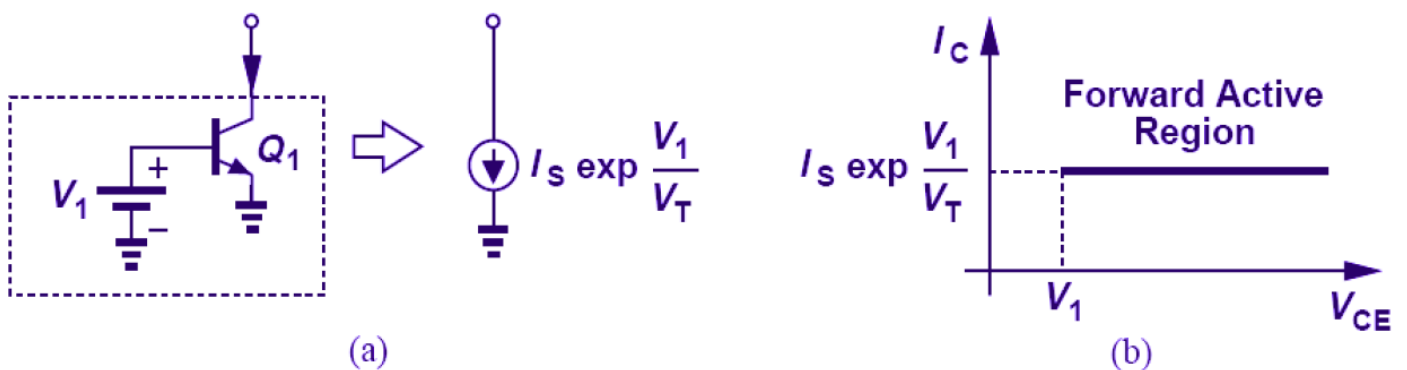 V1
+
−
Q1
IS exp V1
VT
(a)
IC
Forward Active
Region
IS exp V1
VT
V1
VCE
(b)